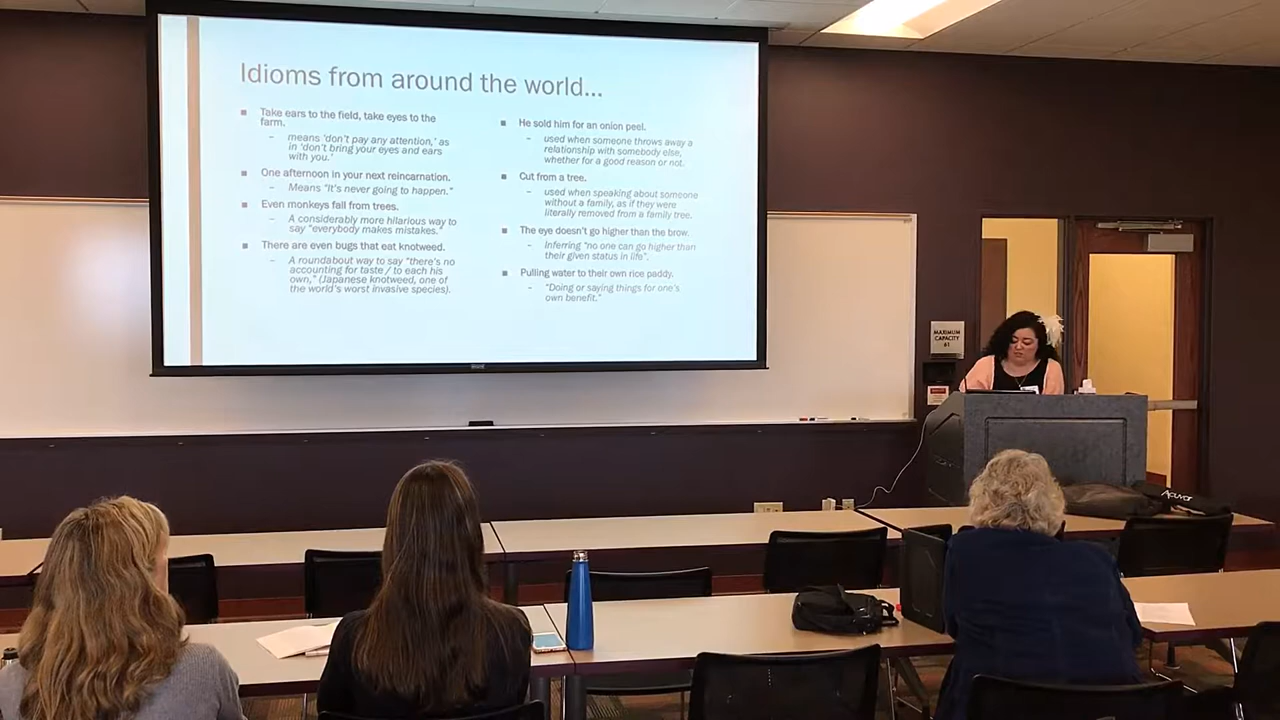 Idioms from around the world...
■ Take ears to the field, take eyes to the
farm.
– means 'don't pay any attention,' as
in 'don't bring your eyes and ears
with you.'
■ One afternoon in your next reincarnation.
– Means "it's never going to happen."
■ Even monkeys fall from trees.
– A considerably more hilarious way to
say "everybody makes mistakes."
■ There are even bugs that eat knotweed.
– A roundabout way to say "there's no
accounting for taste / to each his
own," (Japanese knotweed, one of
the world's worst invasive species).
■ He sold him for an onion peel.
– used when someone throws away a
relationship with somebody else,
whether for a good reason or not.
■ Cut from a tree.
– used when speaking about someone
without a family, as if they were
literally removed from a family tree.
■ The eye doesn't go higher than the brow.
– Inferring "no one can go higher than
their given status in life".
■ Pulling water to their own rice paddy.
– "Doing or saying things for one's
own benefit."
MAXIMUM
CAPACITY
61